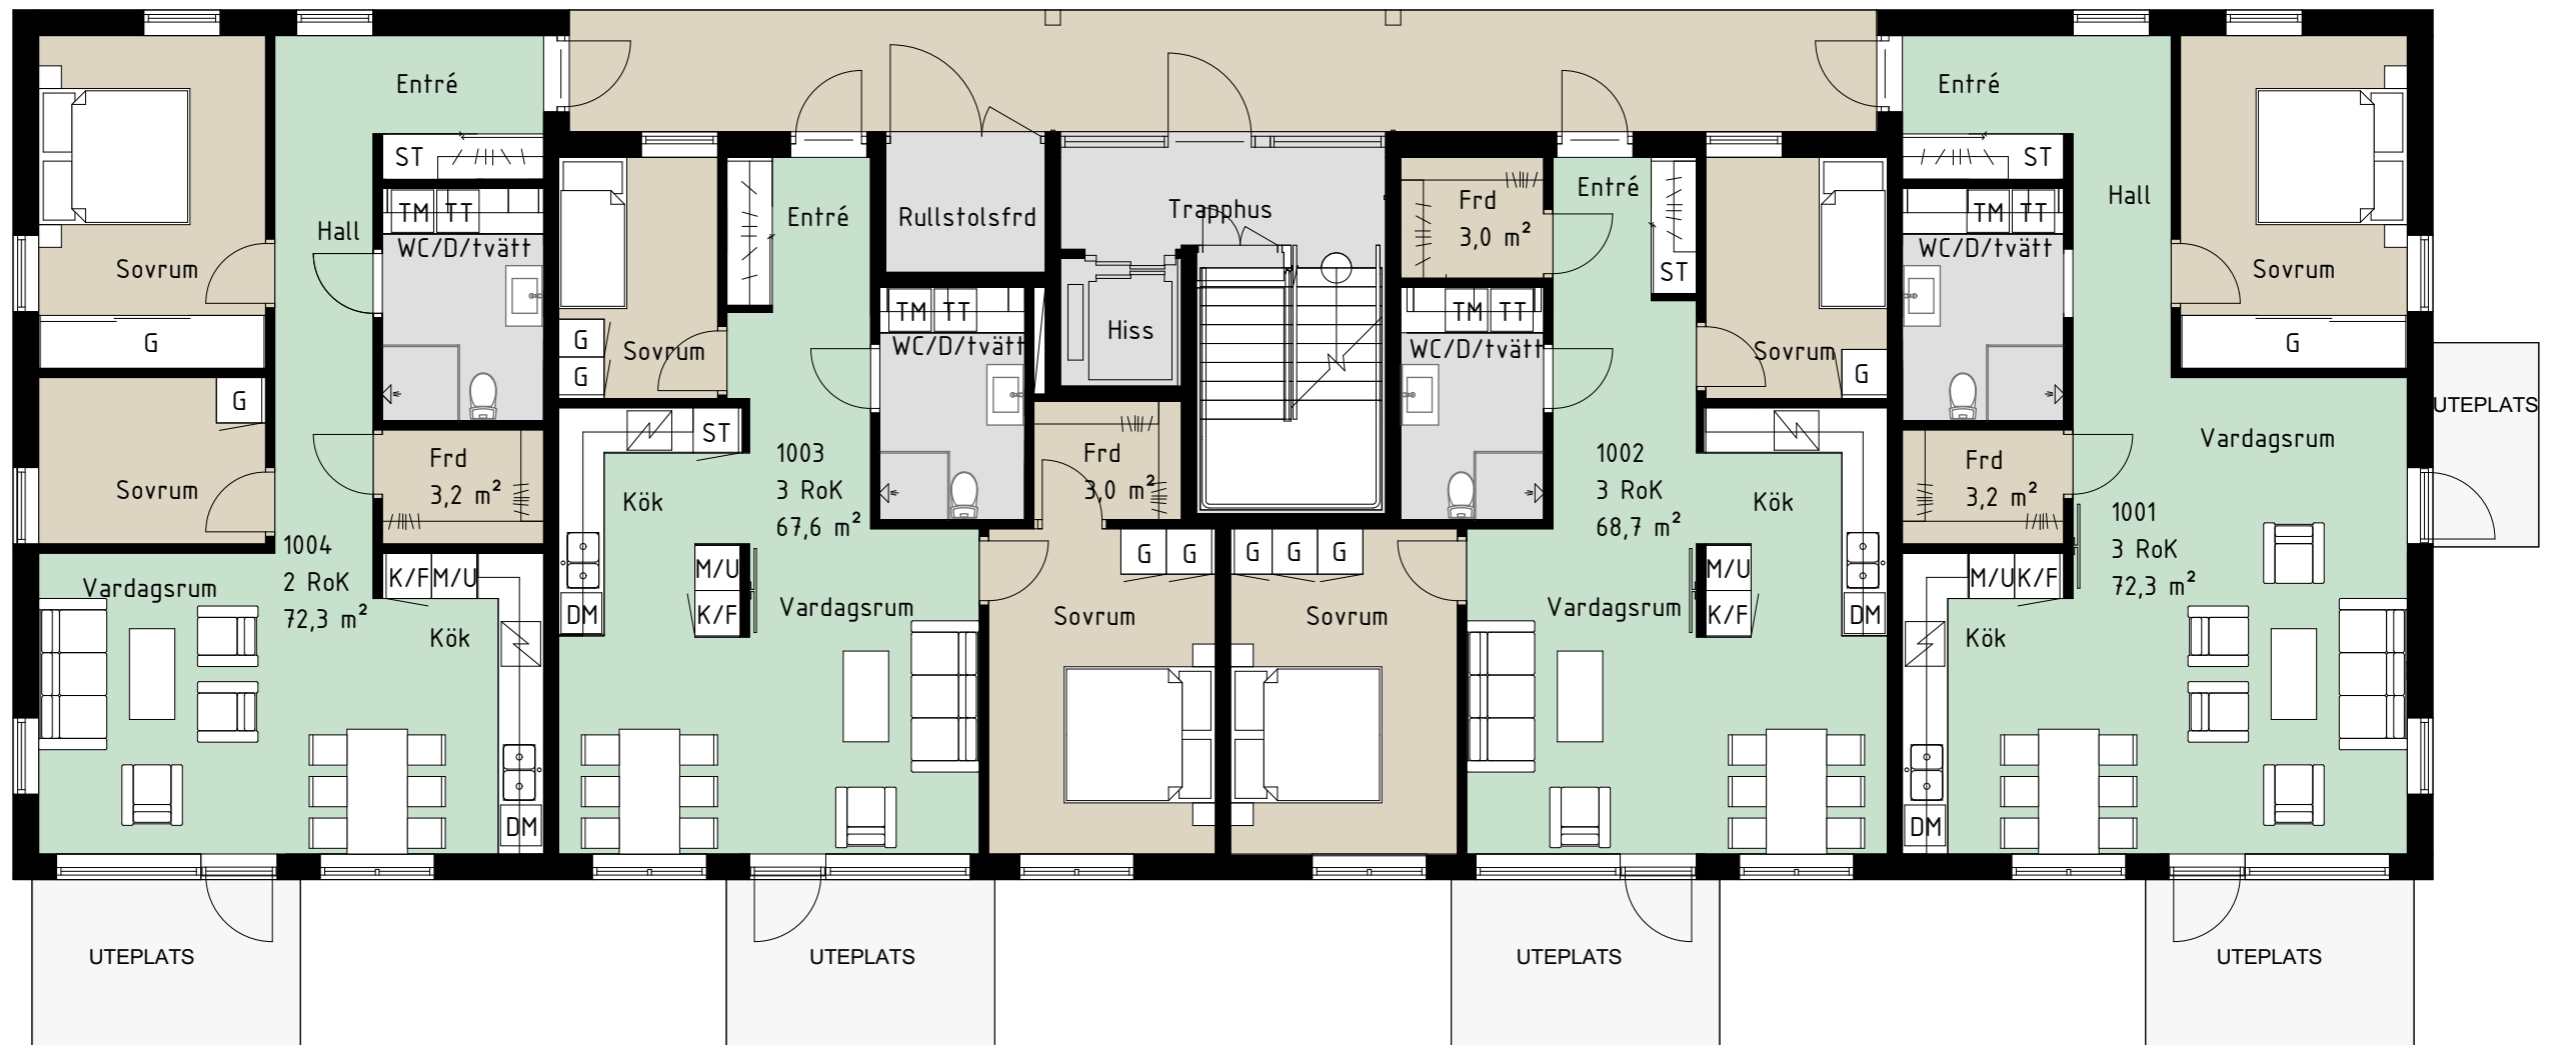 Entré
ST
TM TT
WC/D/tvätt
Hall
Sovrum
G
G
Sovrum
Frd
3,2 m²
1004
2 RoK
72,3 m²
Vardagsrum
K/F M/U
Kök
DM
UTEPLATS
Entré
G
G
Sovrum
ST
Kök
1003
3 RoK
67,6 m²
TM TT
WC/D/tvätt
DM
M/U
K/F
Vardagsrum
Frd
3,0 m²
G G
Sovrum
UTEPLATS
Rullstolsfrd
Trapphus
Hiss
Frd
3,0 m²
Entré
ST
TM TT
WC/D/tvätt
Sovrum
G
1002
3 RoK
68,7 m²
Kök
G G G
Sovrum
Vardagsrum
M/U
K/F
DM
UTEPLATS
Entré
ST
TM TT
WC/D/tvätt
Hall
Sovrum
G
Frd
3,2 m²
Vardagsrum
1001
3 RoK
72,3 m²
M/U K/F
Kök
DM
UTEPLATS
UTEPLATS